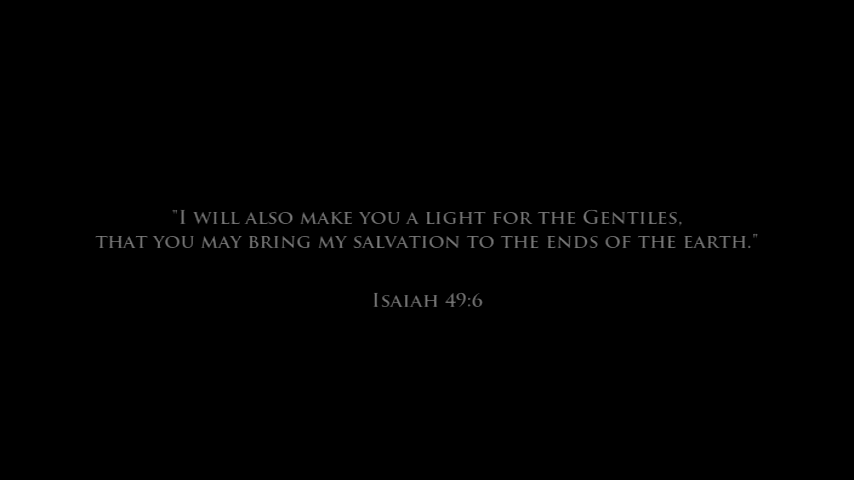 "I will also make you a light for the Gentiles,
that you may bring my salvation to the ends of the earth."
Isaiah 49:6